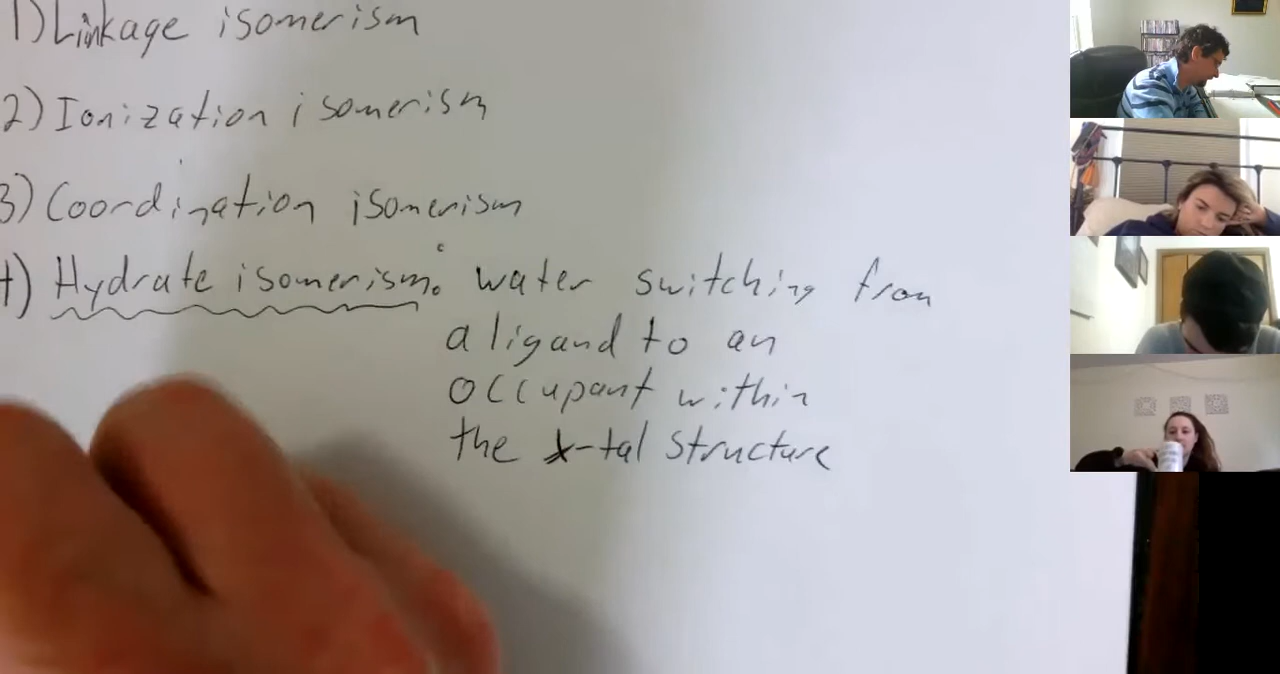 1) Linkage isomerism
2) Ionization isomerism
3) Coordination isomerism
4) Hydrate isomerism: water switching from
a ligand to an
occupant within
the x-tal structure